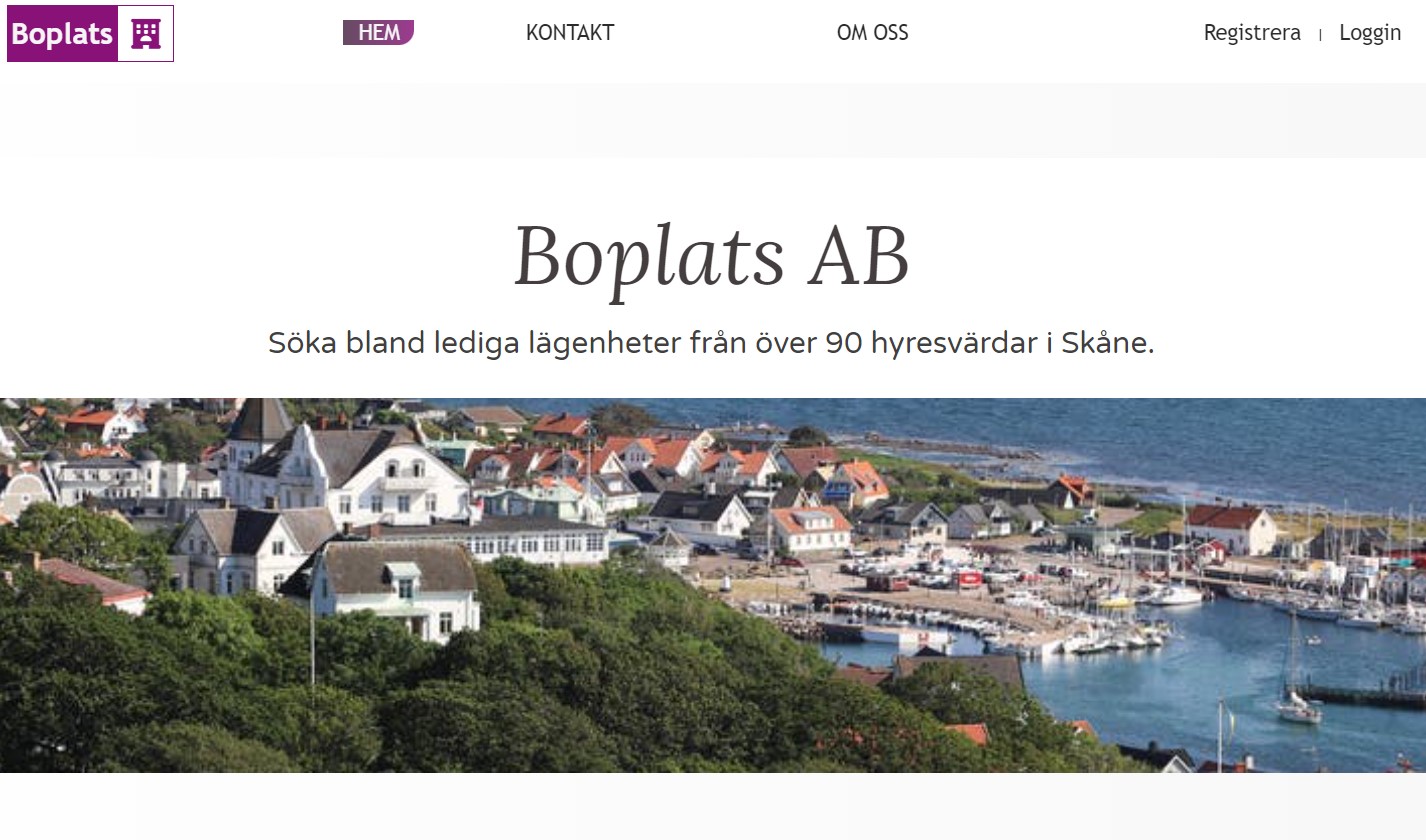 Boplats
HEM
KONTAKT
OM OSS
Registrera | Loggin
Boplats AB
Söka bland lediga lägenheter från över 90 hyresvärdar i Skåne.